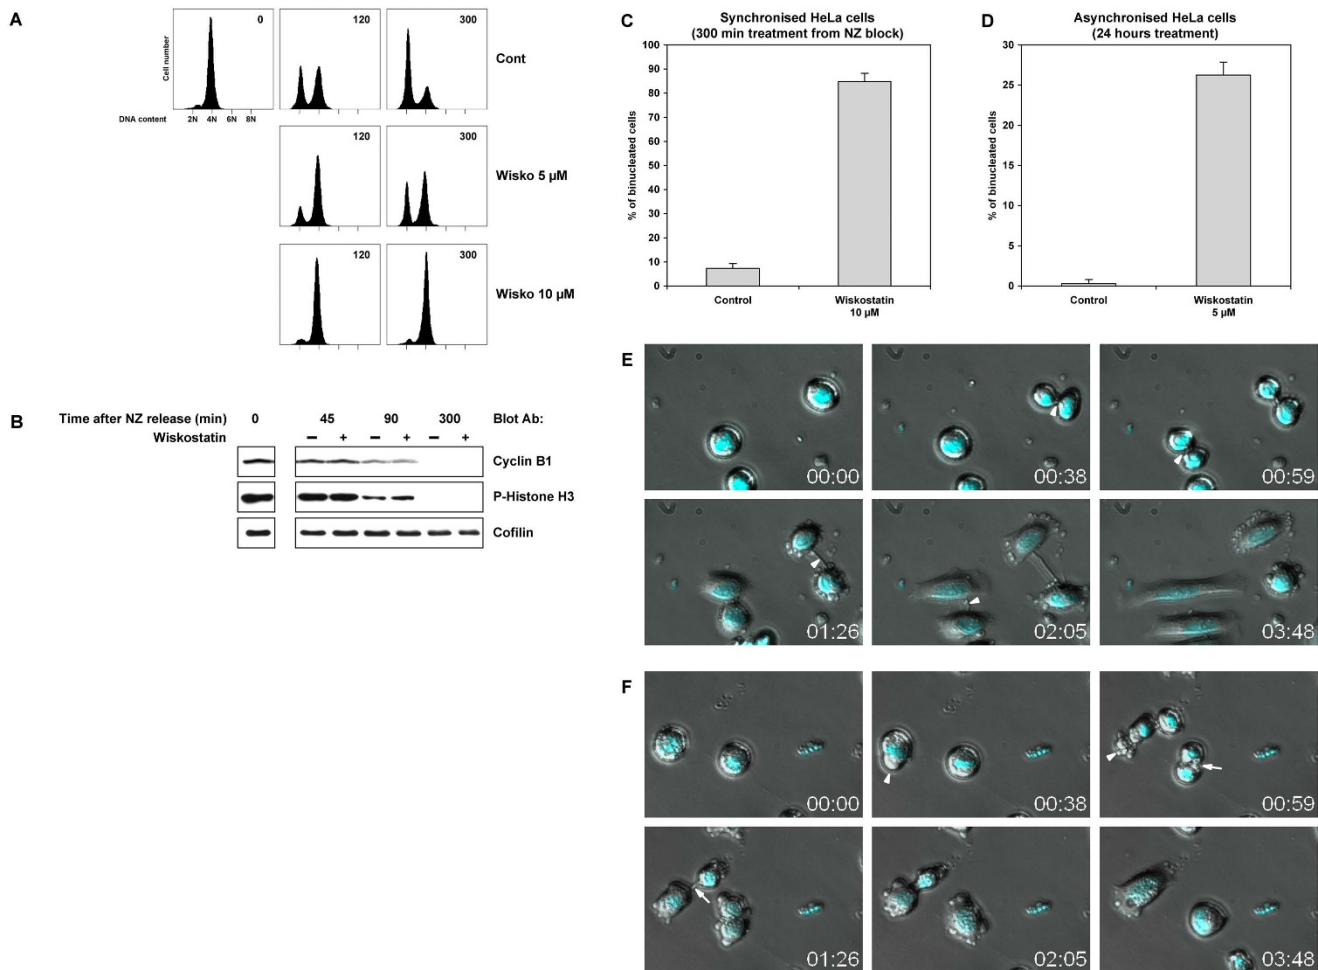 A
0
120
300
Cont
Cell number
DNA content 2N 4N 6N 8N
120
300
Wisko 5 µM
120
300
Wisko 10 µM
B
Time after NZ release (min) 0 45 90 300 Blot Ab:
Wiskostatin − + − + − +
Cyclin B1
P-Histone H3
Cofilin
C
Synchronised HeLa cells
(300 min treatment from NZ block)
% of binucleated cells
100
90
80
70
60
50
40
30
20
10
0
Control
Wiskostatin
10 µM
D
Asynchronised HeLa cells
(24 hours treatment)
% of binucleated cells
30
25
20
15
10
5
0
Control
Wiskostatin
5 µM
E
00:00
00:38
00:59
01:26
02:05
03:48
F
00:00
00:38
00:59
01:26
02:05
03:48